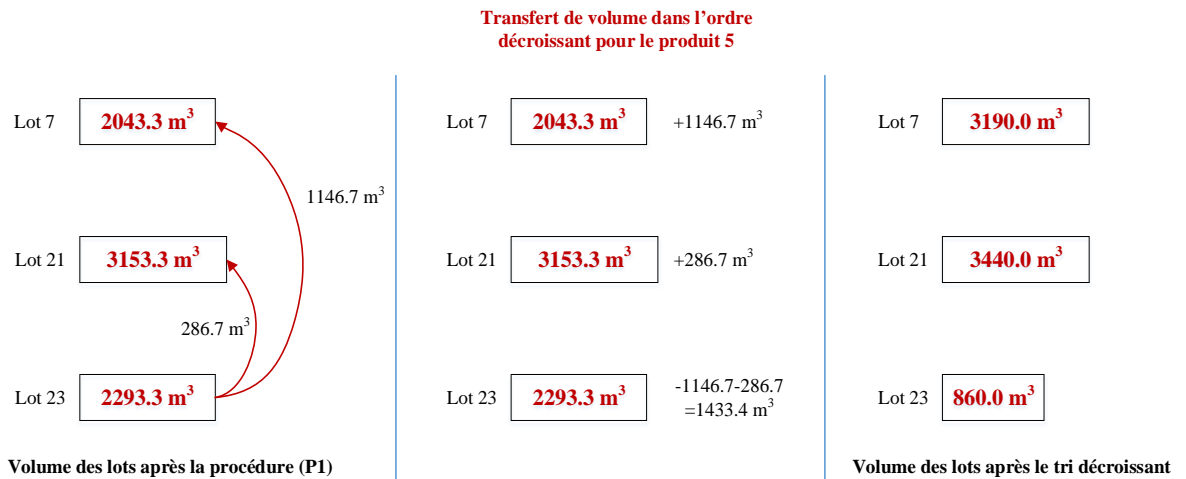 Transfert de volume dans l’ordre
décroissant pour le produit 5
Lot 7
2043.3 m³
1146.7 m³
Lot 21
3153.3 m³
286.7 m³
Lot 23
2293.3 m³
Volume des lots après la procédure (P1)
Lot 7
2043.3 m³
+1146.7 m³
Lot 21
3153.3 m³
+286.7 m³
Lot 23
2293.3 m³
-1146.7-286.7
=1433.4 m³
Lot 7
3190.0 m³
Lot 21
3440.0 m³
Lot 23
860.0 m³
Volume des lots après le tri décroissant